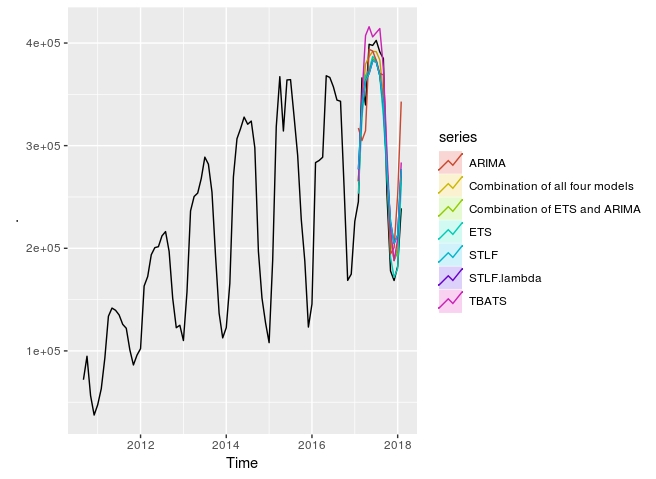 4e+05
3e+05
2e+05
1e+05
.
2012
2014
2016
2018
Time
series
ARIMA
Combination of all four models
Combination of ETS and ARIMA
ETS
STLF
STLF.lambda
TBATS